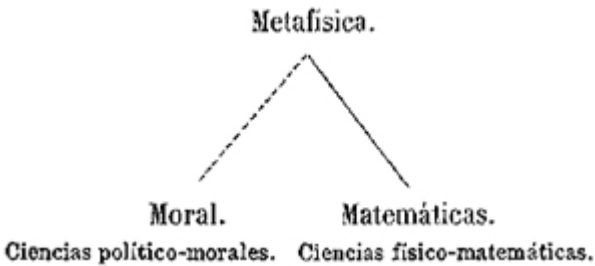 Metafísica.
Moral. Matemáticas.
Ciencias político-morales. Ciencias físico-matemáticas.